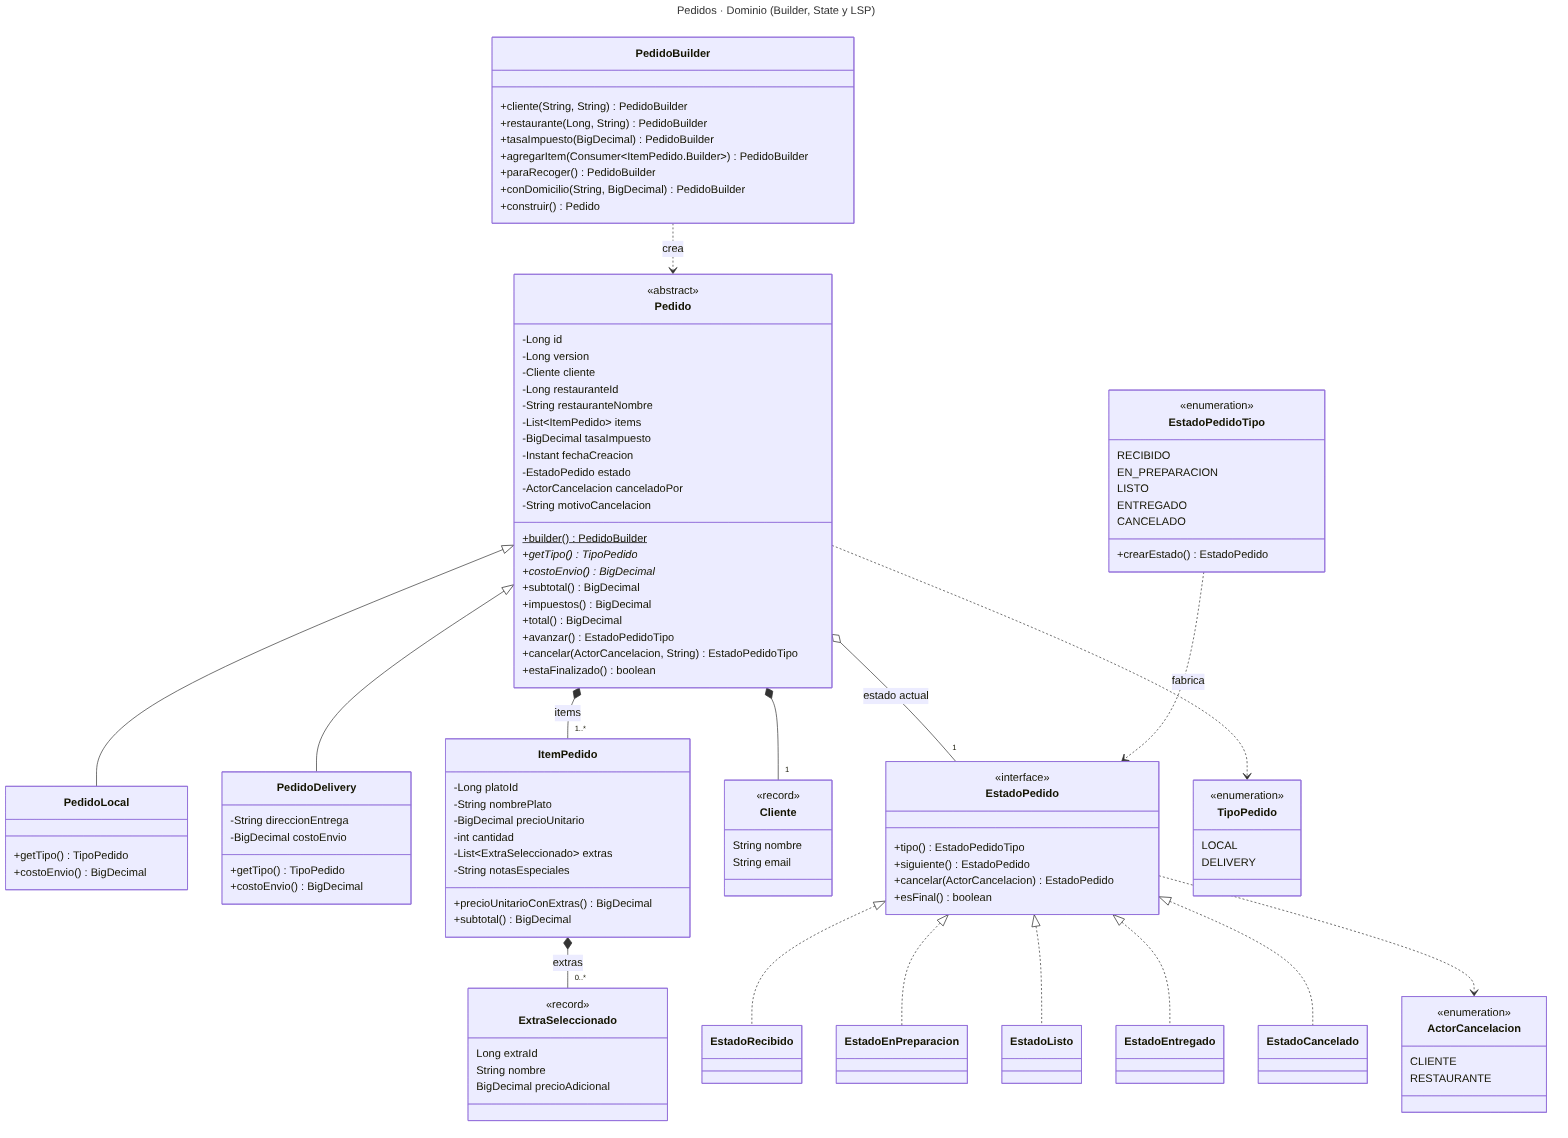 Pedidos · Dominio (Builder, State y LSP)
PedidoBuilder
+cliente(String, String) : PedidoBuilder
+restaurante(Long, String) : PedidoBuilder
+tasaImpuesto(BigDecimal) : PedidoBuilder
+agregarItem(Consumer<ItemPedido.Builder>) : PedidoBuilder
+paraRecoger() : PedidoBuilder
+conDomicilio(String, BigDecimal) : PedidoBuilder
+construir() : Pedido
crea
«abstract»
Pedido
-Long id
-Long version
-Cliente cliente
-Long restauranteId
-String restauranteNombre
-List<ItemPedido> items
-BigDecimal tasaImpuesto
-Instant fechaCreacion
-EstadoPedido estado
-ActorCancelacion canceladoPor
-String motivoCancelacion
+builder() : PedidoBuilder
+getTipo() : TipoPedido
+costoEnvio() : BigDecimal
+subtotal() : BigDecimal
+impuestos() : BigDecimal
+total() : BigDecimal
+avanzar() : EstadoPedidoTipo
+cancelar(ActorCancelacion, String) : EstadoPedidoTipo
+estaFinalizado() : boolean
«enumeration»
EstadoPedidoTipo
RECIBIDO
EN_PREPARACION
LISTO
ENTREGADO
CANCELADO
+crearEstado() : EstadoPedido
fabrica
estado actual
1
items
1..*
1
PedidoLocal
+getTipo() : TipoPedido
+costoEnvio() : BigDecimal
PedidoDelivery
-String direccionEntrega
-BigDecimal costoEnvio
+getTipo() : TipoPedido
+costoEnvio() : BigDecimal
ItemPedido
-Long platoId
-String nombrePlato
-BigDecimal precioUnitario
-int cantidad
-List<ExtraSeleccionado> extras
-String notasEspeciales
+precioUnitarioConExtras() : BigDecimal
+subtotal() : BigDecimal
«record»
Cliente
String nombre
String email
«interface»
EstadoPedido
+tipo() : EstadoPedidoTipo
+siguiente() : EstadoPedido
+cancelar(ActorCancelacion) : EstadoPedido
+esFinal() : boolean
«enumeration»
TipoPedido
LOCAL
DELIVERY
extras
0..*
«record»
ExtraSeleccionado
Long extraId
String nombre
BigDecimal precioAdicional
EstadoRecibido
EstadoEnPreparacion
EstadoListo
EstadoEntregado
EstadoCancelado
«enumeration»
ActorCancelacion
CLIENTE
RESTAURANTE